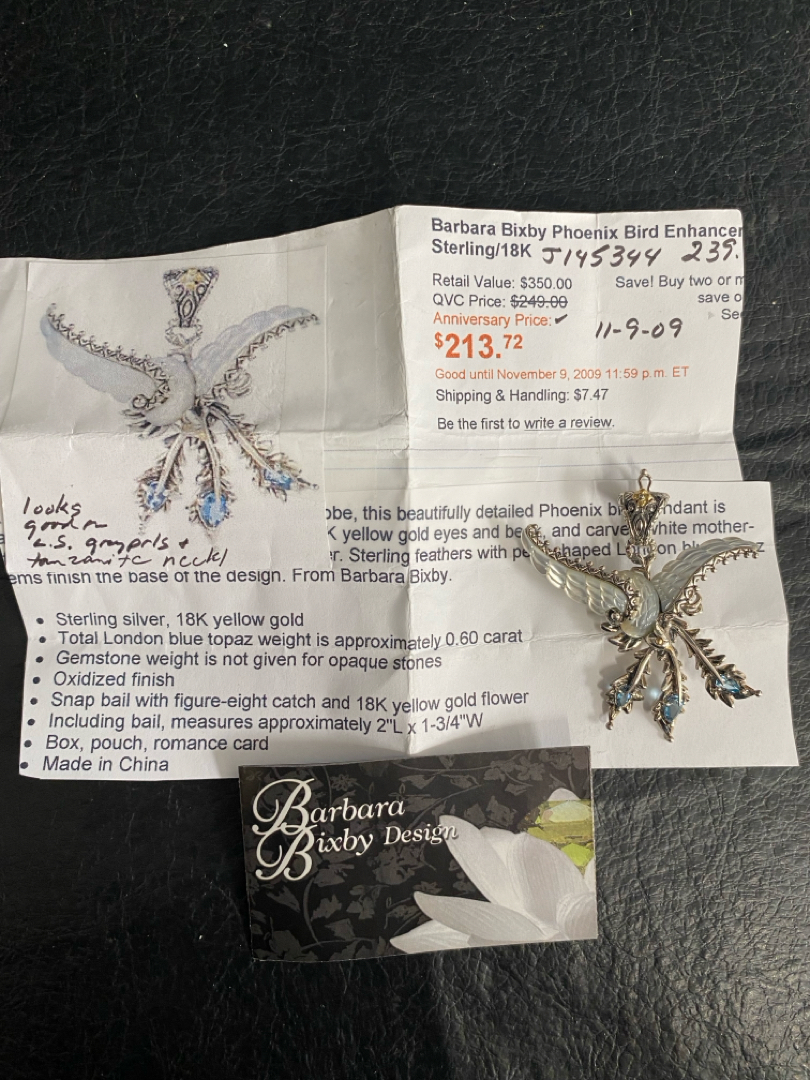 Barbara Bixby Phoenix Bird Enhancer
Sterling/18K J145344 239.
Retail Value: $350.00 Save! Buy two or m
QVC Price: $249.00 save o
Anniversary Price: ✓ Se
$213.72 11-9-09
Good until November 9, 2009 11:59 p.m. ET
Shipping & Handling: $7.47
Be the first to write a review.
looks
good
obe, this beautifully detailed Phoenix bi ndant is
K yellow gold eyes and be and carve white mother-
r. Sterling feathers with pe shaped Lon on bl z
ems finish the base of the design. From Barbara Bixby.
tanzanite neckl
• Sterling silver, 18K yellow gold
• Total London blue topaz weight is approximately 0.60 carat
• Gemstone weight is not given for opaque stones
• Oxidized finish
• Snap bail with figure-eight catch and 18K yellow gold flower
• Including bail, measures approximately 2"L x 1-3/4"W
• Box, pouch, romance card
• Made in China
Barbara
Bixby Design